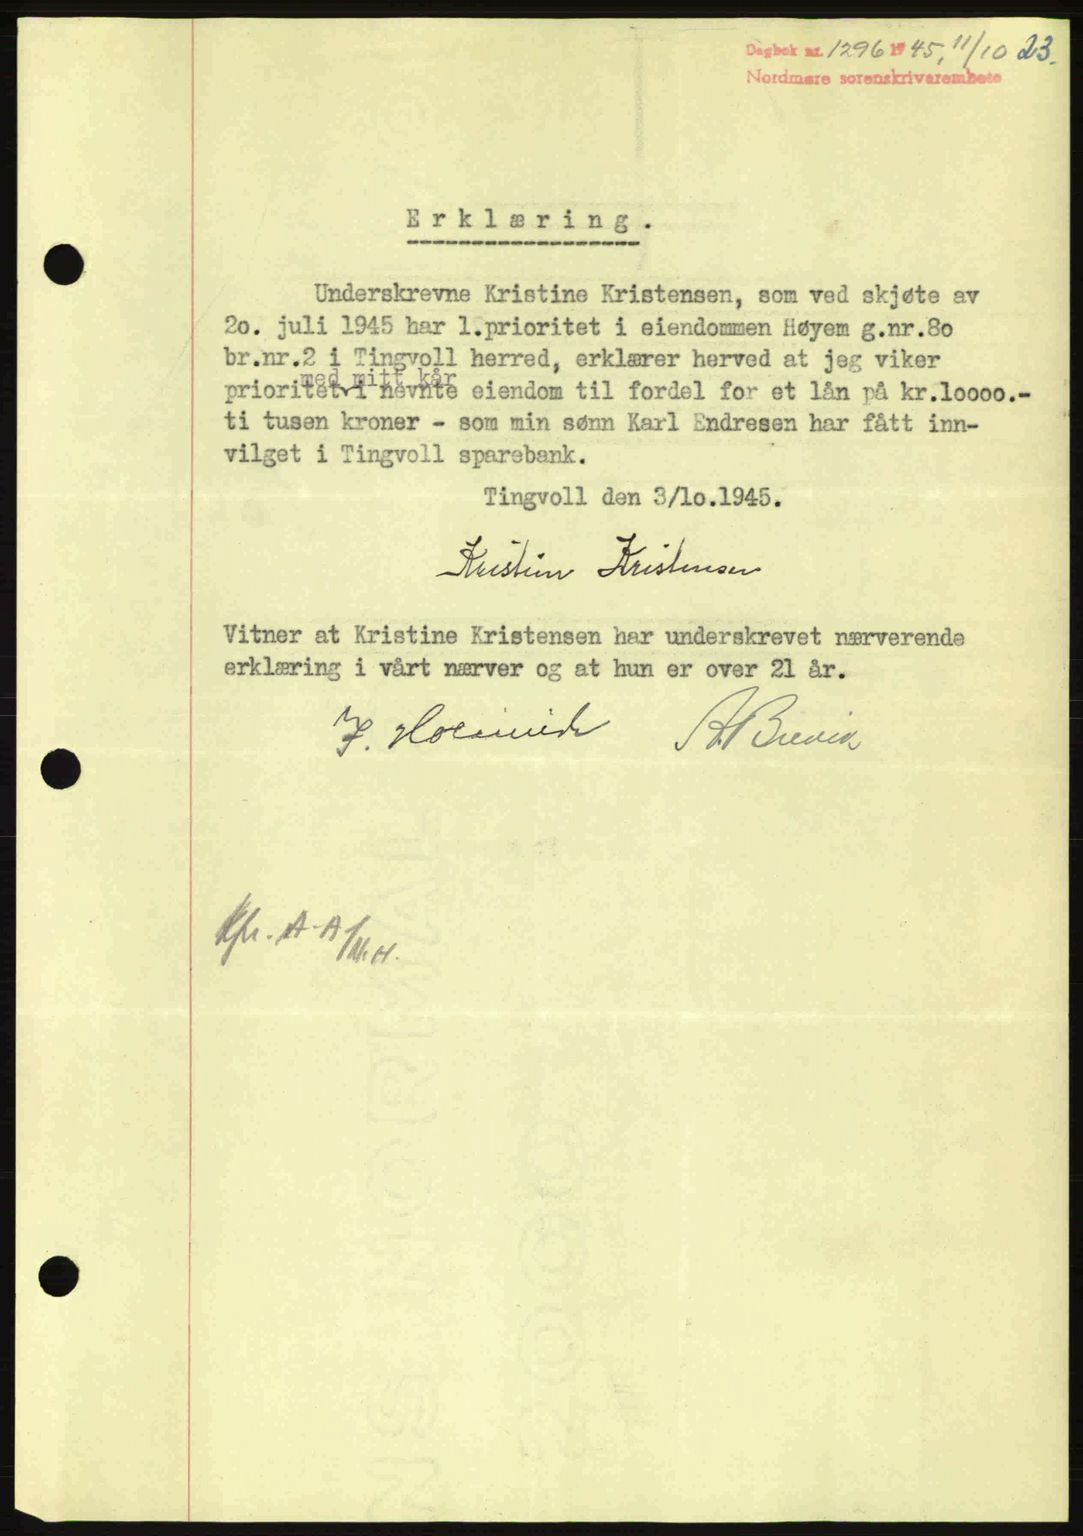 Dagbok nr. 1296 1945, 11/10 23.
Nordmøre sorenskrivarembete
Erklæring.
Underskrevne Kristine Kristensen, som ved skjøte av
2o. juli 1945 har 1.prioritet i eiendommen Høyem g.nr.8o
br.nr.2 i Tingvoll herred, erklærer herved at jeg viker
med mitt kår
prioritet i nevnte eiendom til fordel for et lån på kr.1oooo.-
ti tusen kroner - som min sønn Karl Endresen har fått inn-
vilget i Tingvoll sparebank.
Tingvoll den 3/1o.1945.
Kristine Kristensen
Vitner at Kristine Kristensen har underskrevet nærverende
erklæring i vårt nærver og at hun er over 21 år.
A Brevik